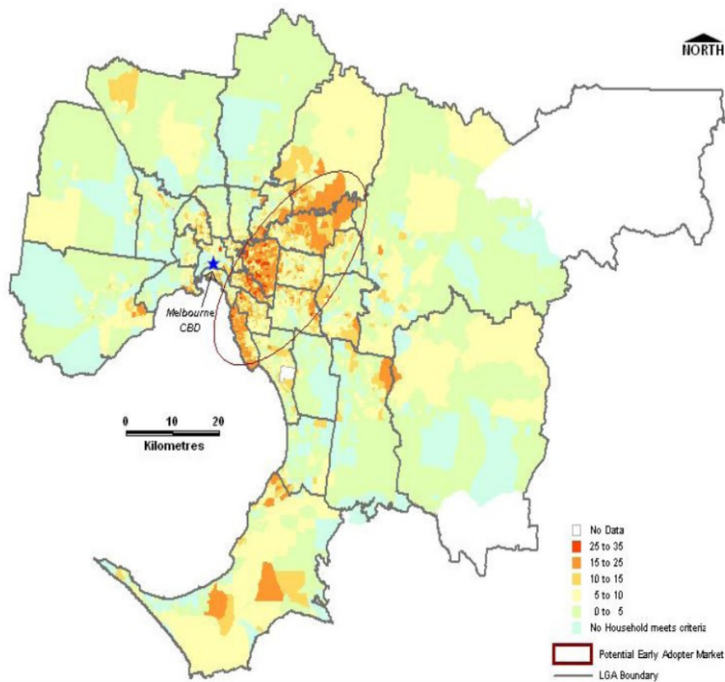 NORTH
Melbourne
CBD
0 10 20
Kilometres
No Data
25 to 35
15 to 25
10 to 15
5 to 10
0 to 5
No Household meets criteria
Potential Early Adopter Market
LGA Boundary